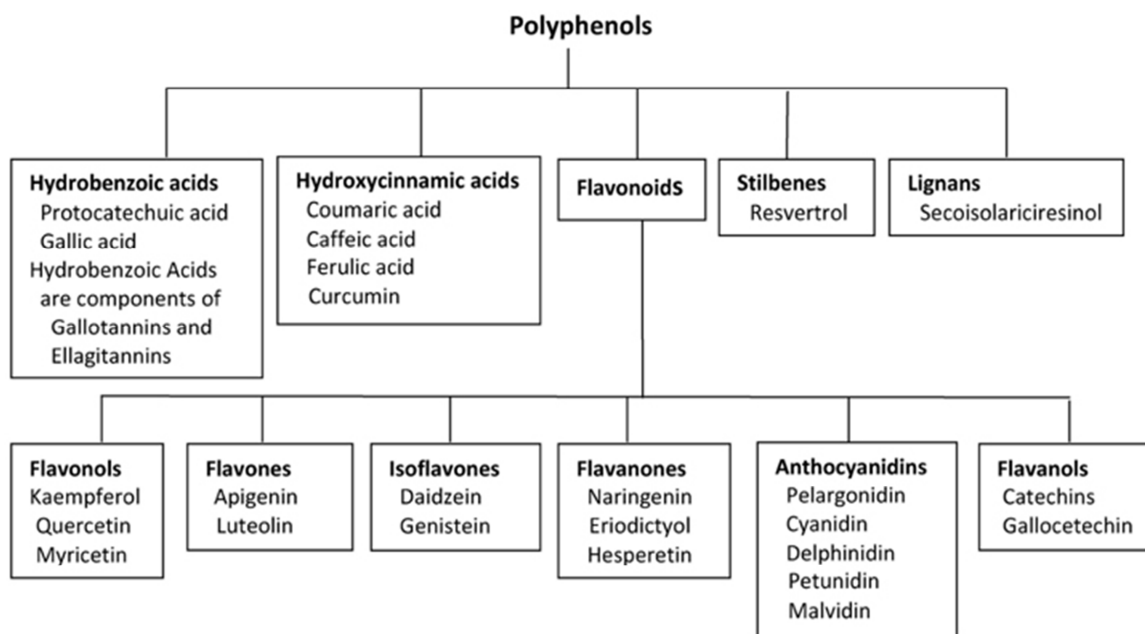 Polyphenols
Hydrobenzoic acids
Protocatechuic acid
Gallic acid
Hydrobenzoic Acids
are components of
Gallotannins and
Ellagitannins
Hydroxycinnamic acids
Coumaric acid
Caffeic acid
Ferulic acid
Curcumin
Flavonoids
Stilbenes
Resvertrol
Lignans
Secoisolariciresinol
Flavonols
Kaempferol
Quercetin
Myricetin
Flavones
Apigenin
Luteolin
Isoflavones
Daidzein
Genistein
Flavanones
Naringenin
Eriodictyol
Hesperetin
Anthocyanidins
Pelargonidin
Cyanidin
Delphinidin
Petunidin
Malvidin
Flavanols
Catechins
Gallocetechin